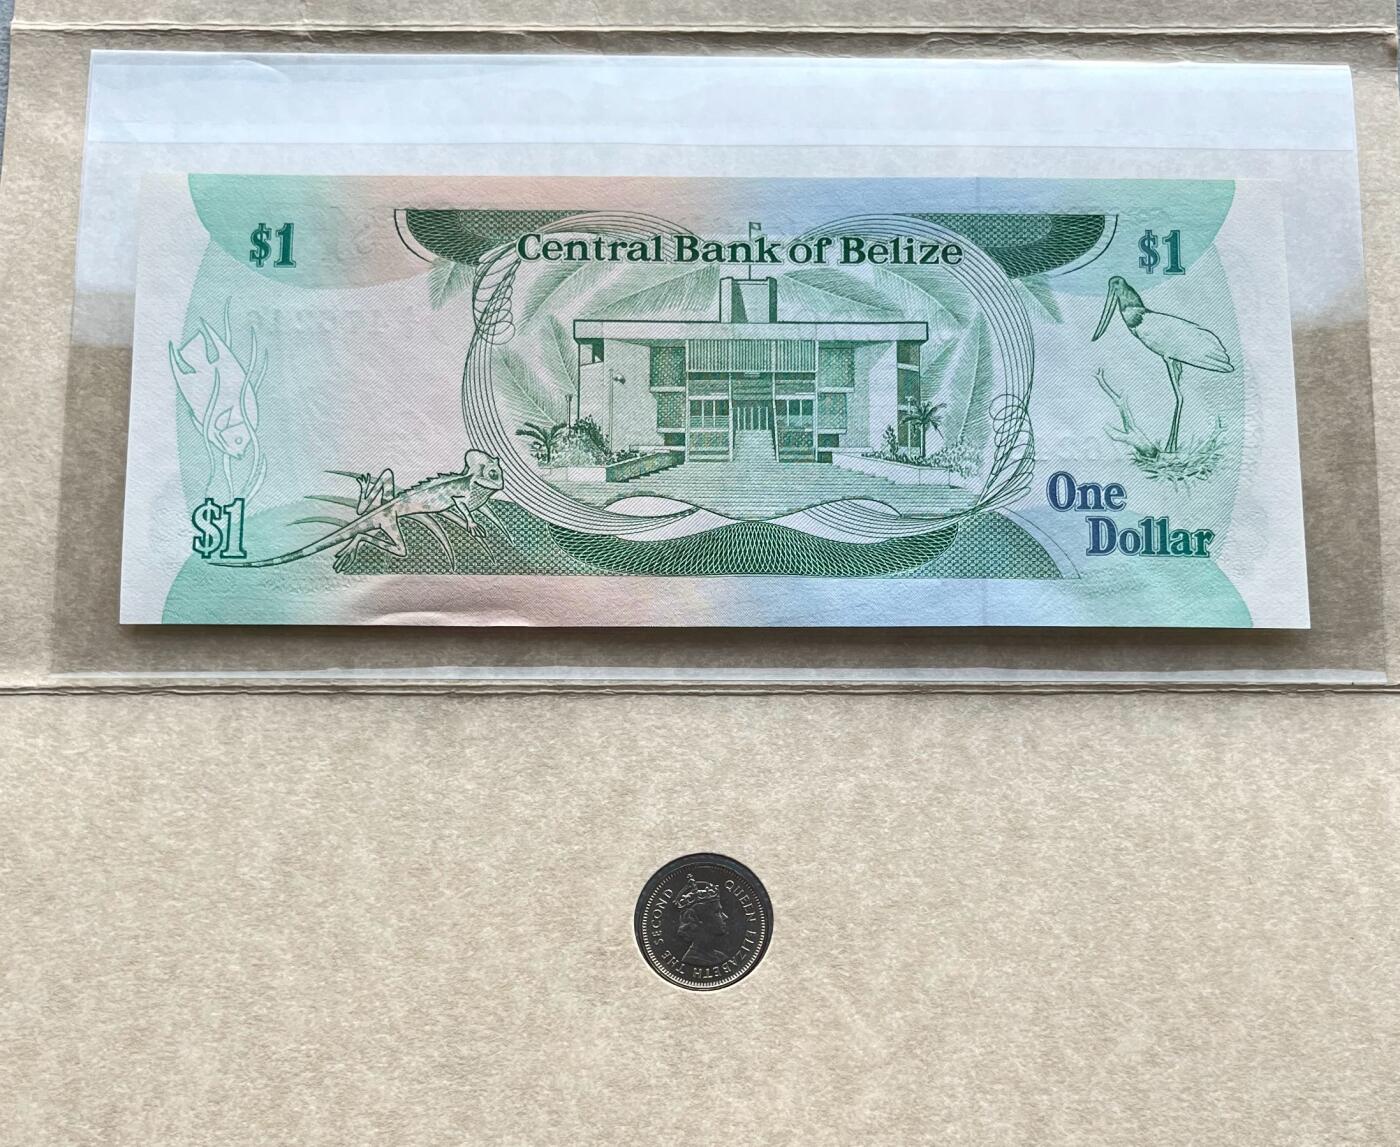 $1
Central Bank of Belize
$1
$1
One
Dollar
QUEEN ELIZABETH THE SECOND